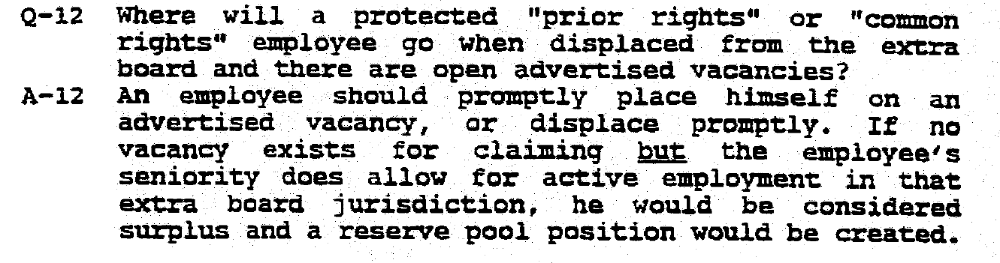 Q-12 Where will a protected "prior rights" or "common
rights" employee go when displaced from the extra
board and there are open advertised vacancies?
A-12 An employee should promptly place himself on an
advertised vacancy, or displace promptly. If no
vacancy exists for claiming but the employee's
seniority does allow for active employment in that
extra board jurisdiction, he would be considered
surplus and a reserve pool position would be created.